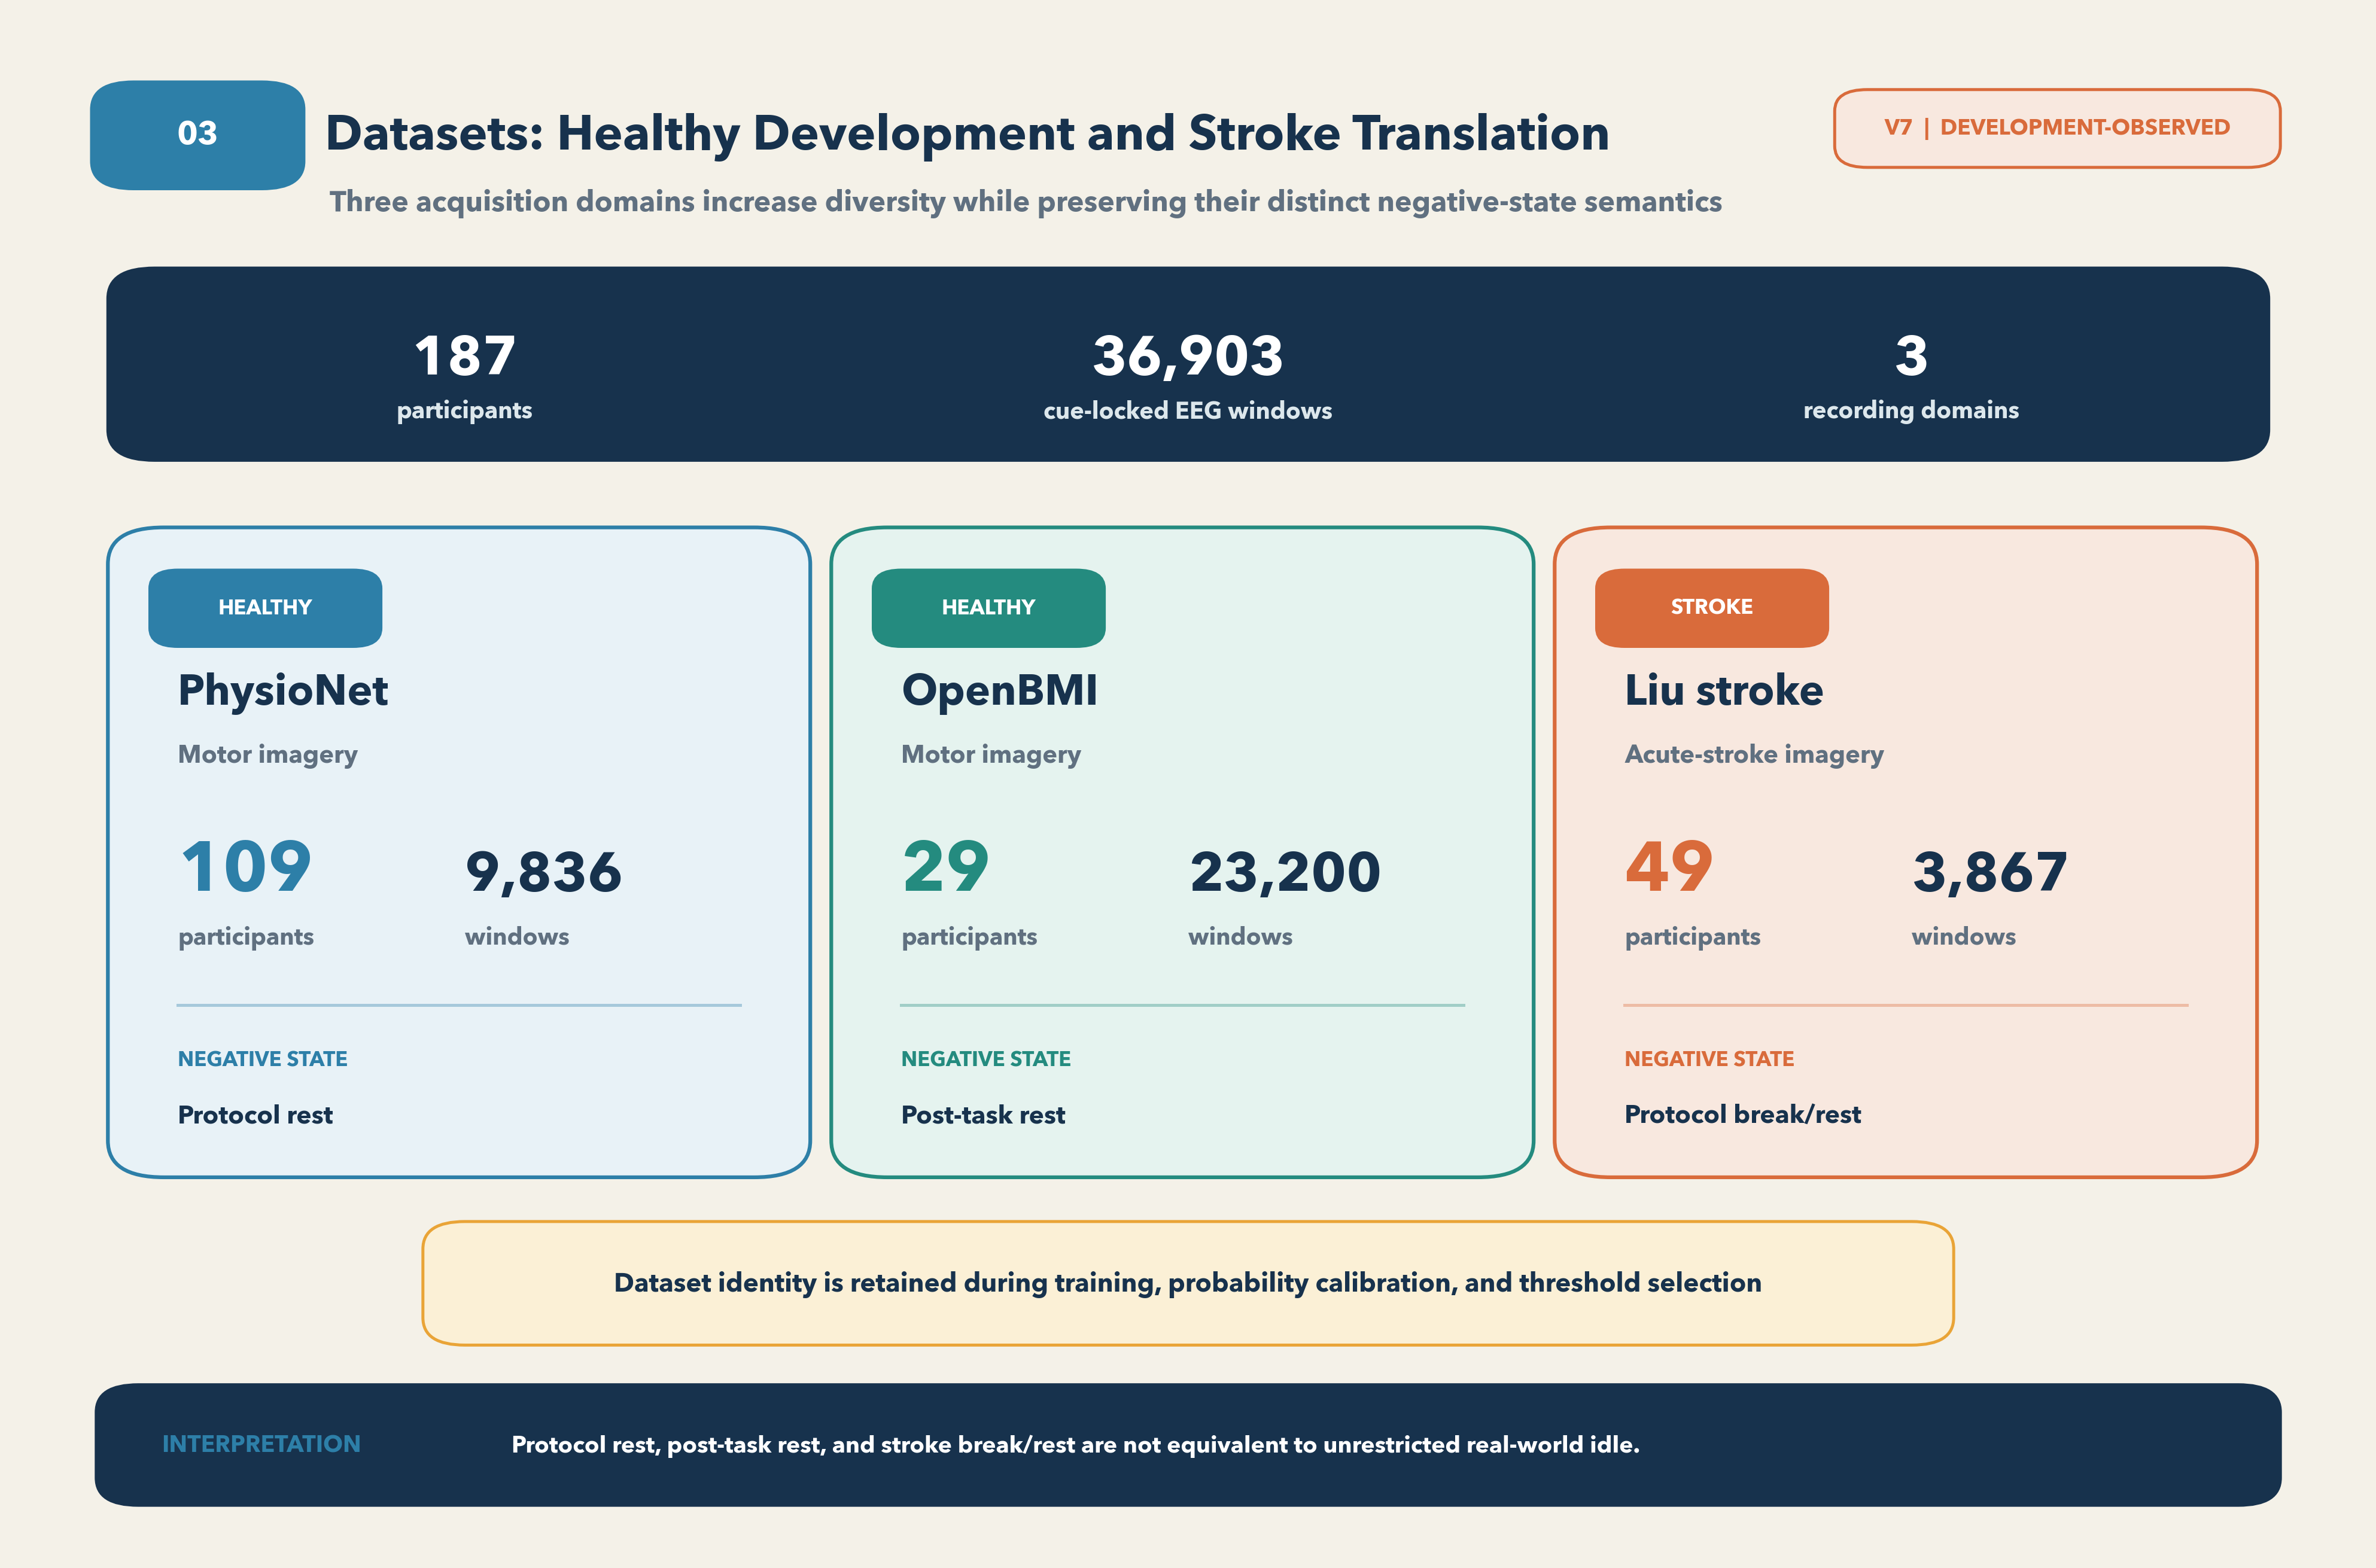 03
Datasets: Healthy Development and Stroke Translation
V7 | DEVELOPMENT-OBSERVED
Three acquisition domains increase diversity while preserving their distinct negative-state semantics
187
participants
36,903
cue-locked EEG windows
3
recording domains
HEALTHY
PhysioNet
Motor imagery
109
participants
9,836
windows
NEGATIVE STATE
Protocol rest
HEALTHY
OpenBMI
Motor imagery
29
participants
23,200
windows
NEGATIVE STATE
Post-task rest
STROKE
Liu stroke
Acute-stroke imagery
49
participants
3,867
windows
NEGATIVE STATE
Protocol break/rest
Dataset identity is retained during training, probability calibration, and threshold selection
INTERPRETATION
Protocol rest, post-task rest, and stroke break/rest are not equivalent to unrestricted real-world idle.